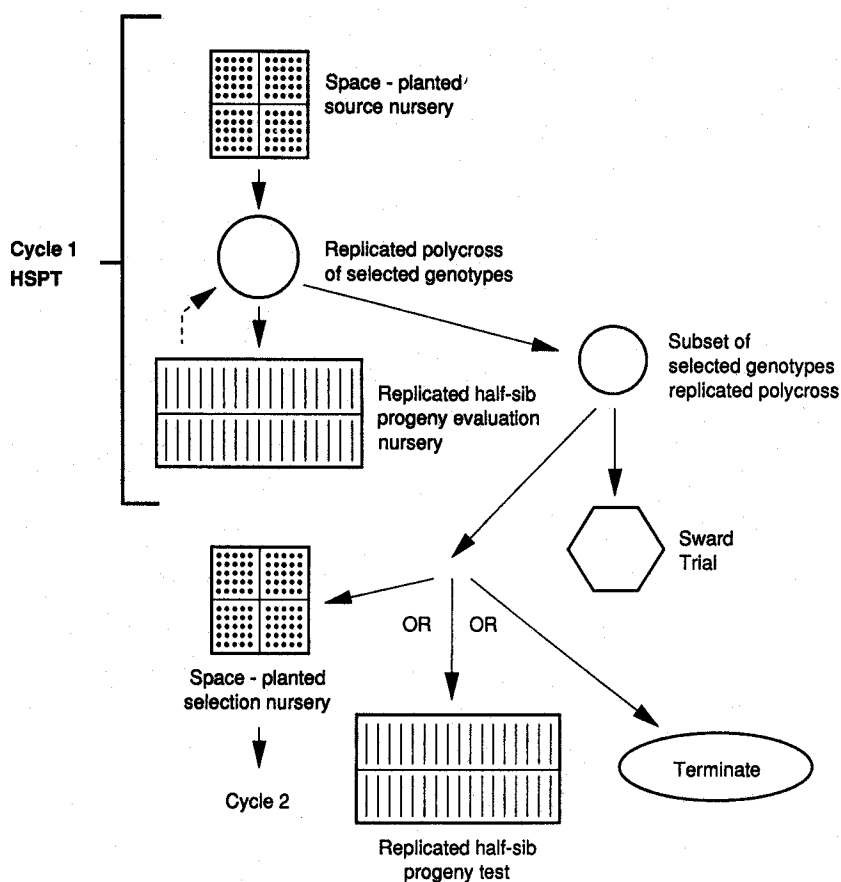 Space - planted
source nursery
Cycle 1
HSPT
Replicated polycross
of selected genotypes
Subset of
selected genotypes
replicated polycross
Replicated half-sib
progeny evaluation
nursery
Sward
Trial
OR
OR
Space - planted
selection nursery
Cycle 2
Terminate
Replicated half-sib
progeny test